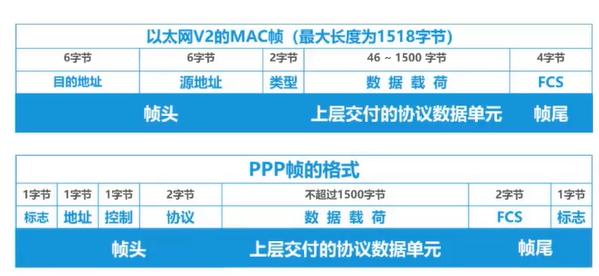 以太网V2的MAC帧（最大长度为1518字节）
6字节 6字节 2字节 46 ~ 1500 字节 4字节
目的地址 源地址 类型 数 据 载 荷 FCS
帧头 上层交付的协议数据单元 帧尾
PPP帧的格式
1字节 1字节 1字节 2字节 不超过1500字节 2字节 1字节
标志 地址 控制 协议 数 据 载 荷 FCS 标志
帧头 上层交付的协议数据单元 帧尾